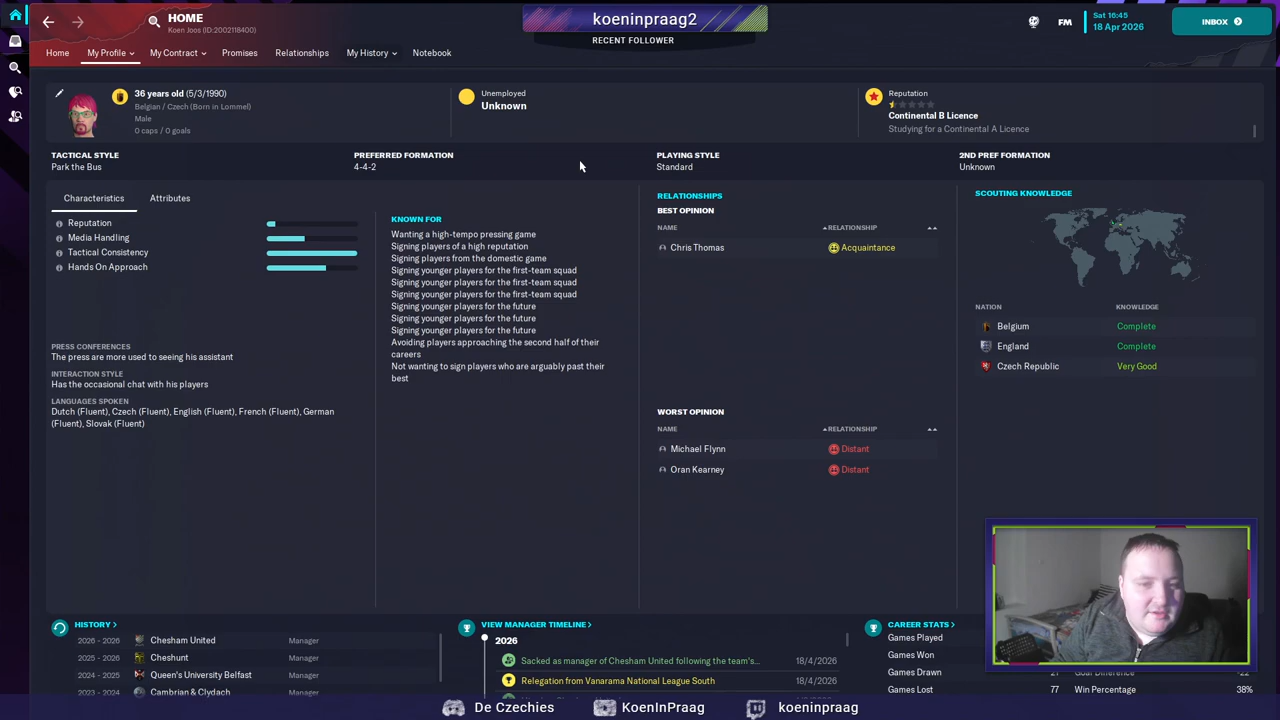 HOME
Koen Joos (ID:2002118400)
koeninpraag2
RECENT FOLLOWER
FM
Sat 16:45
18 Apr 2026
INBOX
Home
My Profile
My Contract
Promises
Relationships
My History
Notebook
36 years old (5/3/1990)
Belgian / Czech (Born in Lommel)
Male
0 caps / 0 goals
Unemployed
Unknown
Reputation
Continental B Licence
Studying for a Continental A Licence
TACTICAL STYLE
Park the Bus
PREFERRED FORMATION
4-4-2
PLAYING STYLE
Standard
2ND PREF FORMATION
Unknown
Characteristics
Attributes
Reputation
Media Handling
Tactical Consistency
Hands On Approach
PRESS CONFERENCES
The press are more used to seeing his assistant
INTERACTION STYLE
Has the occasional chat with his players
LANGUAGES SPOKEN
Dutch (Fluent), Czech (Fluent), English (Fluent), French (Fluent), German
(Fluent), Slovak (Fluent)
KNOWN FOR
Wanting a high-tempo pressing game
Signing players of a high reputation
Signing players from the domestic game
Signing younger players for the first-team squad
Signing younger players for the first-team squad
Signing younger players for the first-team squad
Signing younger players for the future
Signing younger players for the future
Signing younger players for the future
Avoiding players approaching the second half of their
careers
Not wanting to sign players who are arguably past their
best
RELATIONSHIPS
BEST OPINION
NAME RELATIONSHIP
Chris Thomas Acquaintance
WORST OPINION
NAME RELATIONSHIP
Michael Flynn Distant
Oran Kearney Distant
SCOUTING KNOWLEDGE
NATION KNOWLEDGE
Belgium Complete
England Complete
Czech Republic Very Good
HISTORY
2026 - 2026 Chesham United Manager
2025 - 2026 Cheshunt Manager
2024 - 2025 Queen's University Belfast Manager
2023 - 2024 Cambrian & Clydach Manager
VIEW MANAGER TIMELINE
2026
Sacked as manager of Chesham United following the team's... 18/4/2026
Relegation from Vanarama National League South 18/4/2026
CAREER STATS
Games Played
Games Won
Games Drawn
Games Lost 77 Win Percentage 38%
De Czechies
KoenInPraag
koeninpraag